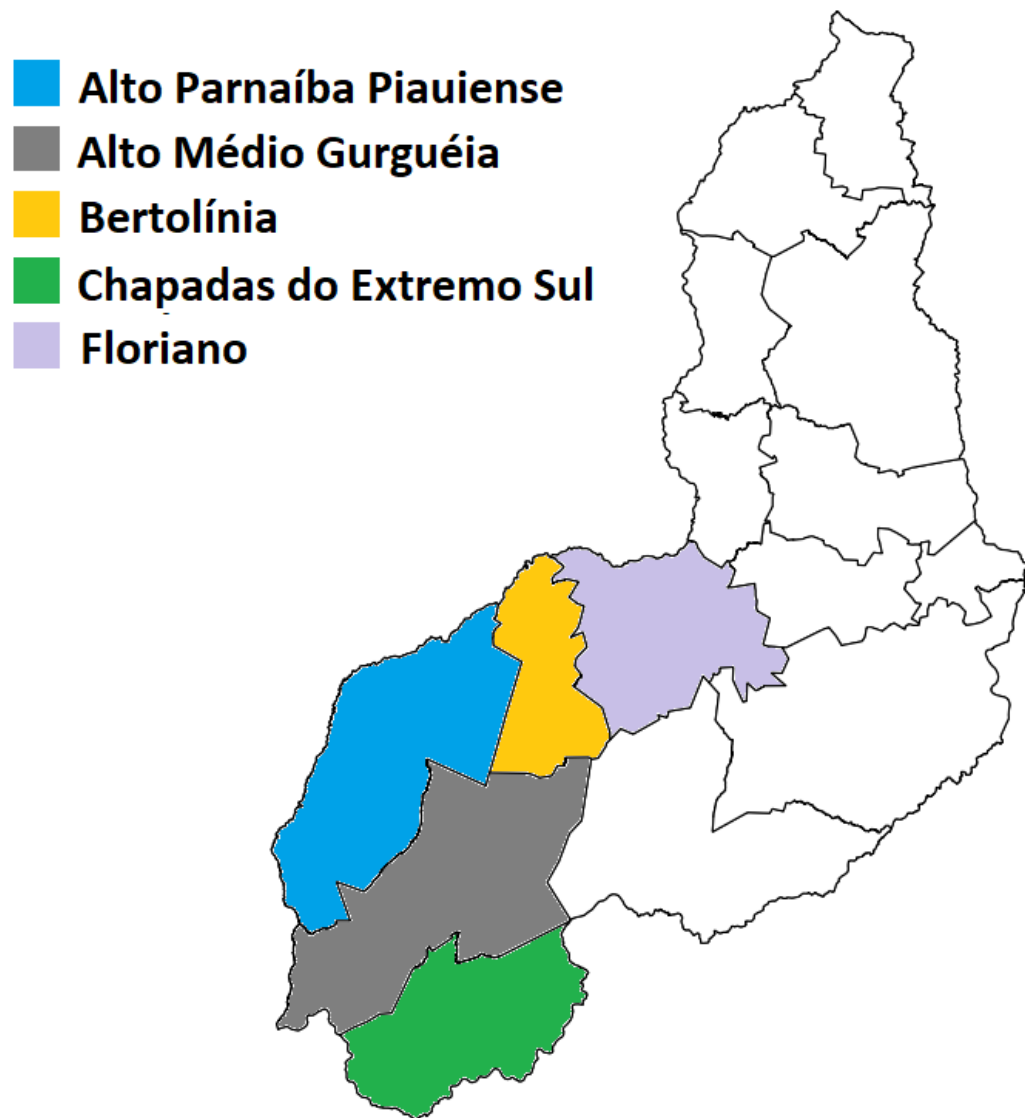 Alto Parnaíba Piauiense
Alto Médio Gurguéia
Bertolínia
Chapadas do Extremo Sul
Floriano